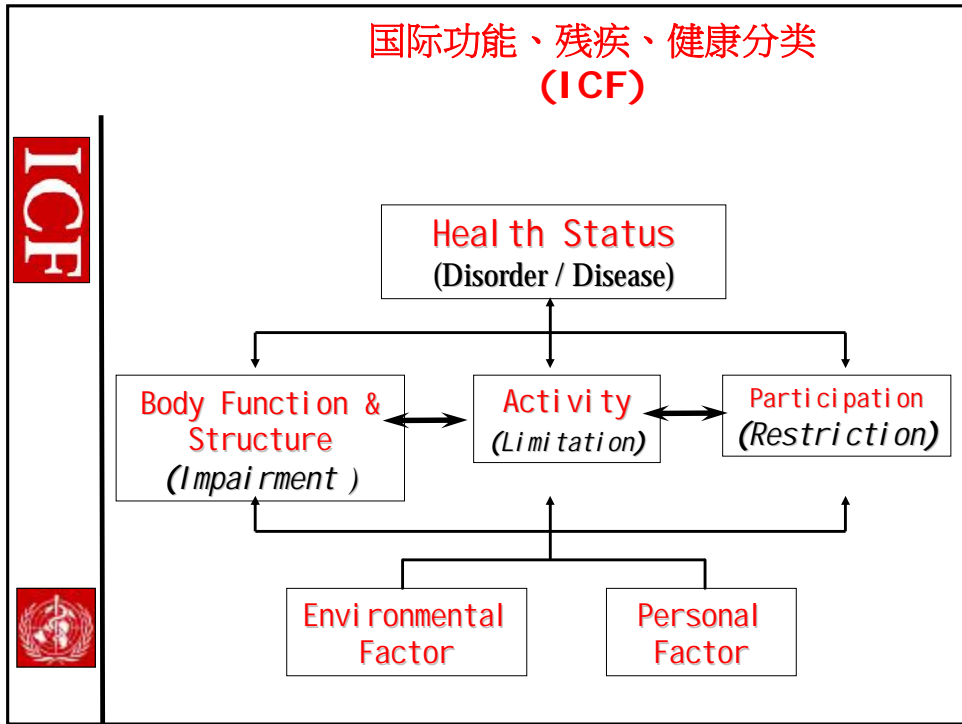 国际功能、残疾、健康分类
(ICF)
ICF
Health Status
(Disorder / Disease)
Body Function &
Structure
(Impairment )
Activity
(Limitation)
Participation
(Restriction)
Environmental
Factor
Personal
Factor